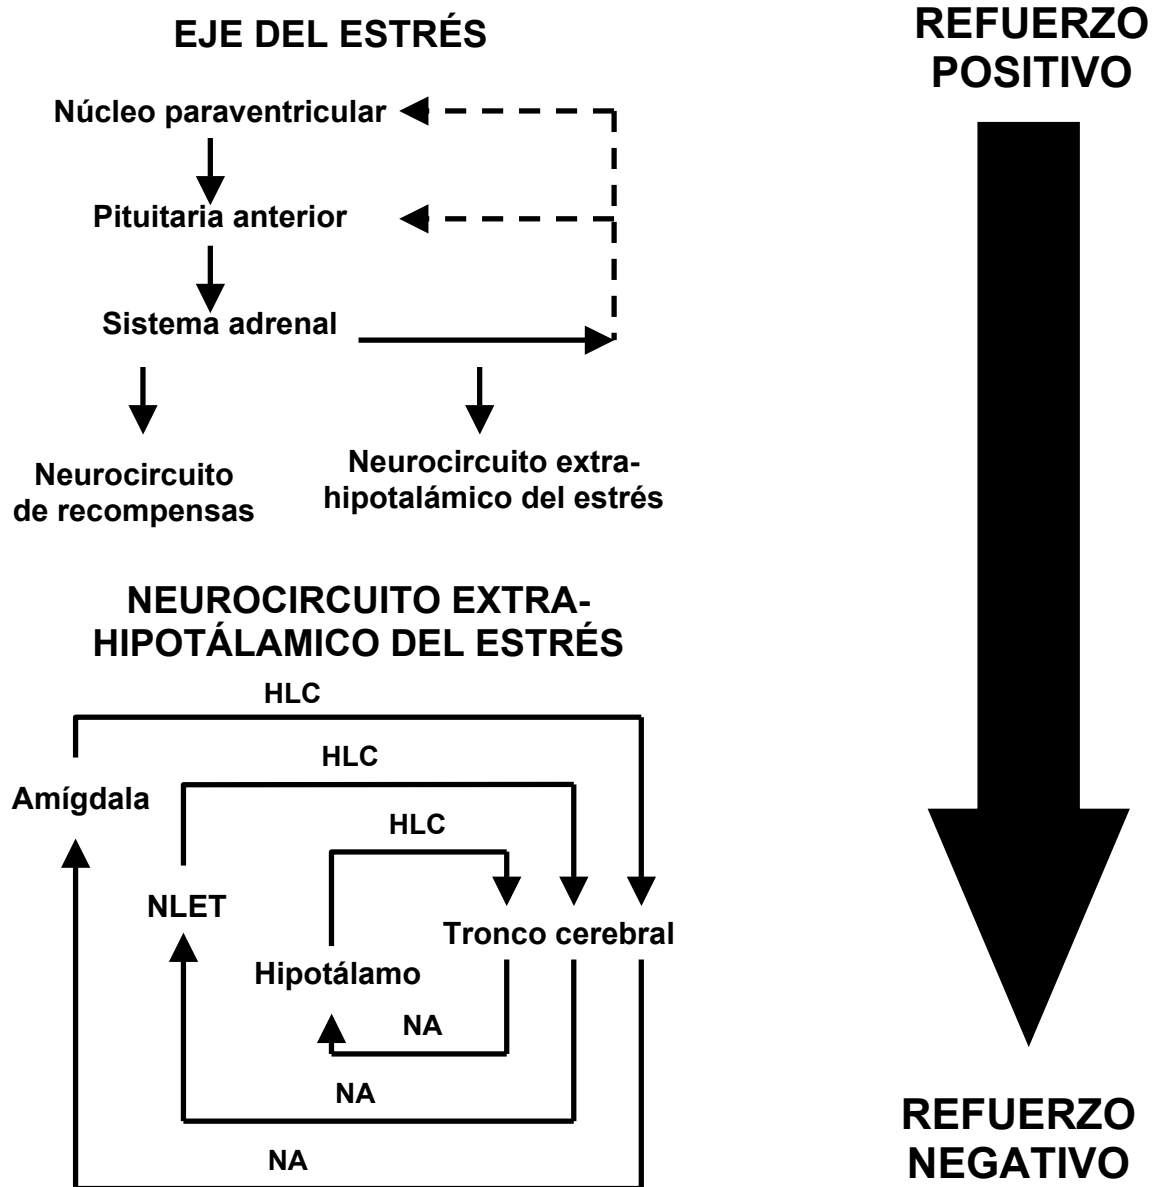 EJE DEL ESTRÉS
Núcleo paraventricular
Pituitaria anterior
Sistema adrenal
Neurocircuito
de recompensas
Neurocircuito extra-
hipotalámico del estrés
NEUROCIRCUITO EXTRA-
HIPOTÁLAMICO DEL ESTRÉS
HLC
HLC
Amígdala
HLC
NLET
Tronco cerebral
Hipotálamo
NA
NA
NA
REFUERZO
POSITIVO
REFUERZO
NEGATIVO